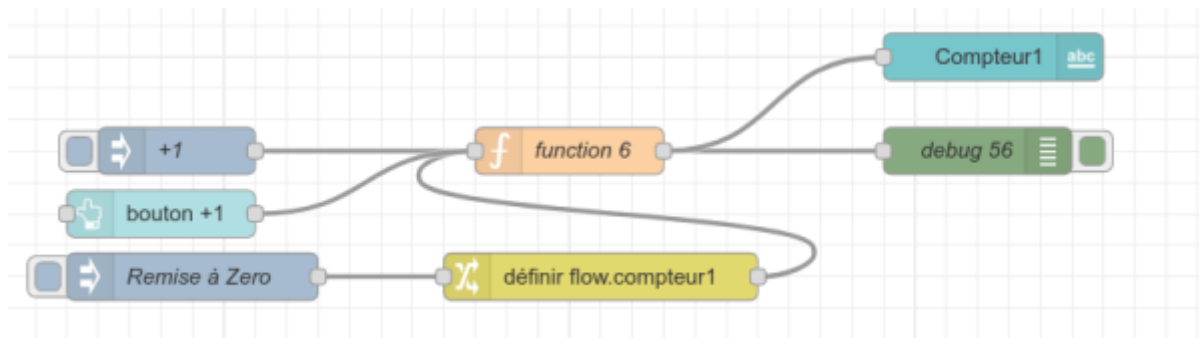 Compteur1 abc
+1
function 6
debug 56
bouton +1
Remise à Zero
définir flow.compteur1